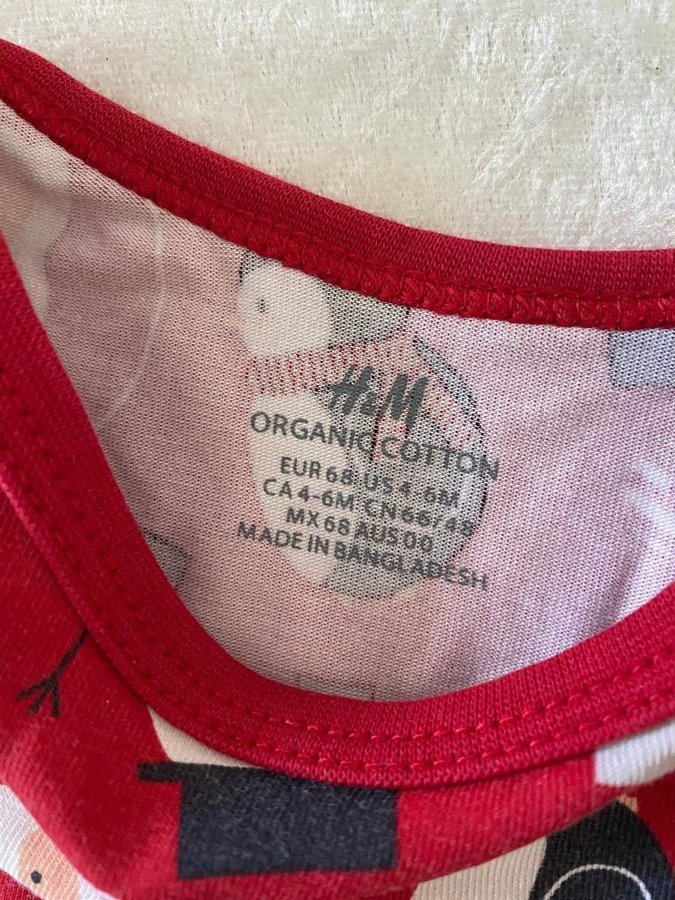 H&M
ORGANIC COTTON
EUR 68 US 4-6M
CA 4-6M CN 66/48
MX 68 AUS 00
MADE IN BANGLADESH